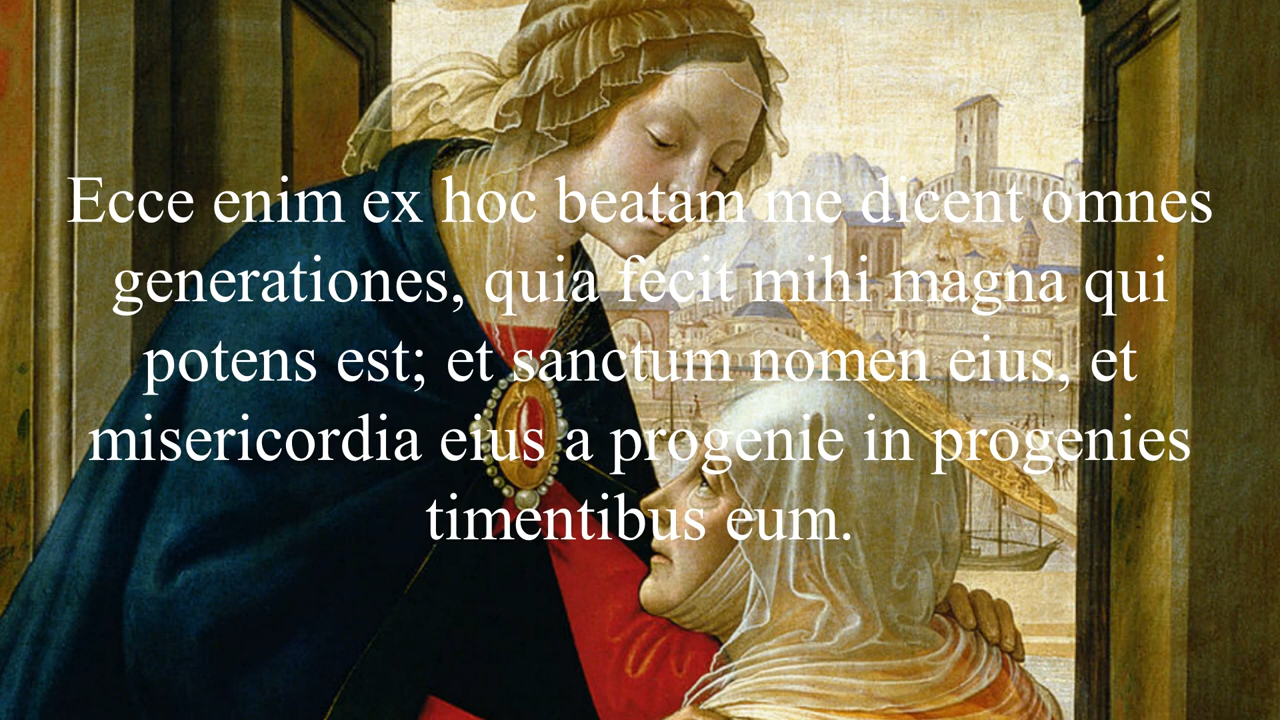 Ecce enim ex hoc beatam me dicent omnes
generationes, quia fecit mihi magna qui
potens est; et sanctum nomen eius, et
misericordia eius a progenie in progenies
timentibus eum.